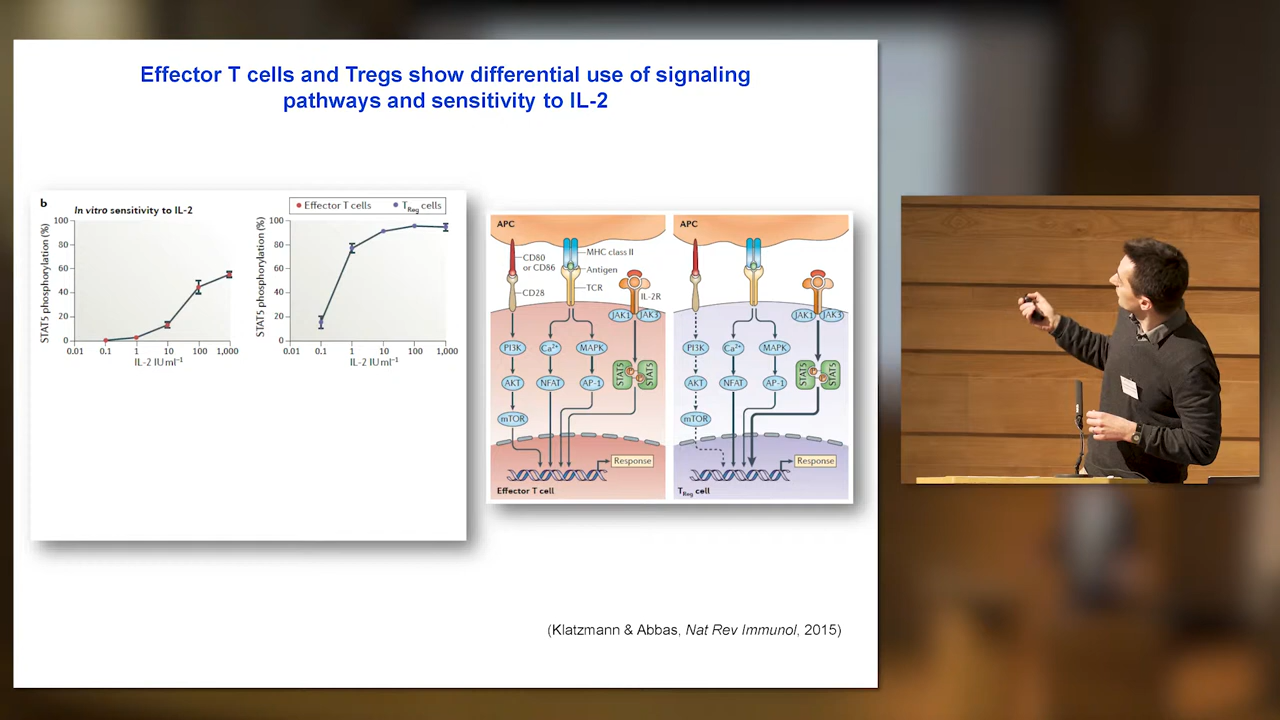 Effector T cells and Tregs show differential use of signaling
pathways and sensitivity to IL-2
b
In vitro sensitivity to IL-2
Effector T cells
TReg cells
STAT5 phosphorylation (%)
100
80
60
40
20
0
0.01
0.1
1
10
100
1,000
IL-2 IU ml⁻¹
STAT5 phosphorylation (%)
100
80
60
40
20
0
0.01
0.1
1
10
100
1,000
IL-2 IU ml⁻¹
APC
CD80
or CD86
CD28
MHC class II
Antigen
TCR
IL-2R
JAK1
JAK3
PI3K
Ca²⁺
MAPK
STAT5
P
P
STAT5
AKT
NFAT
AP-1
mTOR
Response
Effector T cell
APC
JAK1
JAK3
PI3K
Ca²⁺
MAPK
STAT5
P
P
STAT5
AKT
NFAT
AP-1
mTOR
Response
TReg cell
(Klatzmann & Abbas, Nat Rev Immunol, 2015)